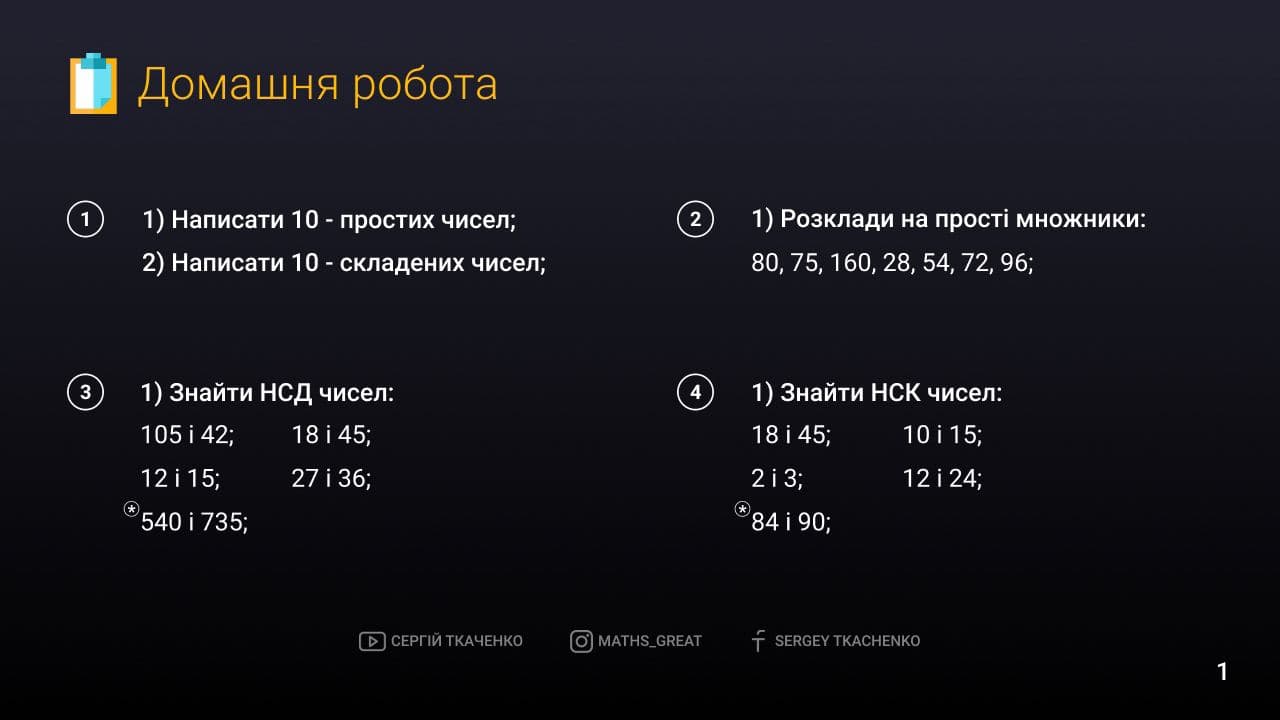 Домашня робота
1
1) Написати 10 - простих чисел;
2) Написати 10 - складених чисел;
2
1) Розклади на прості множники:
80, 75, 160, 28, 54, 72, 96;
3
1) Знайти НСД чисел:
105 і 42; 18 і 45;
12 і 15; 27 і 36;
* 540 і 735;
4
1) Знайти НСК чисел:
18 і 45; 10 і 15;
2 і 3; 12 і 24;
* 84 і 90;
СЕРГІЙ ТКАЧЕНКО MATHS_GREAT SERGEY TKACHENKO
1